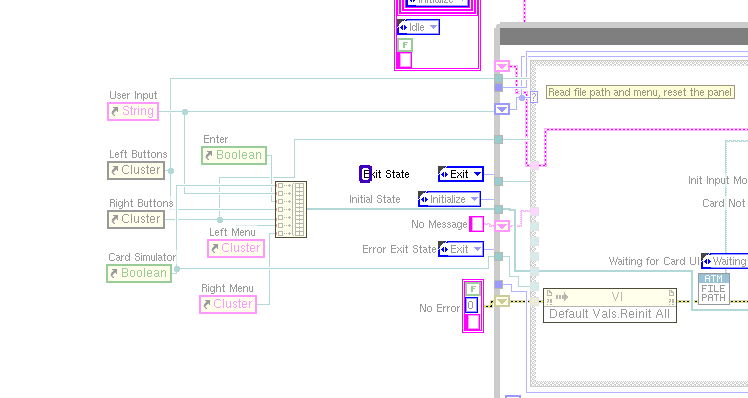 Initialize
Idle
F
Read file path and menu, reset the panel
User Input
String
Enter
Boolean
Left Buttons
Cluster
Exit State
Exit
Init Input Mo
Initial State
Initialize
Right Buttons
Cluster
Card Not
No Message
Left Menu
Cluster
Error Exit State
Exit
Card Simulator
Boolean
Waiting for Card UI
Waiting
ATM
FILE
PATH
Right Menu
Cluster
No Error
F
0
VI
Default Vals.Reinit All